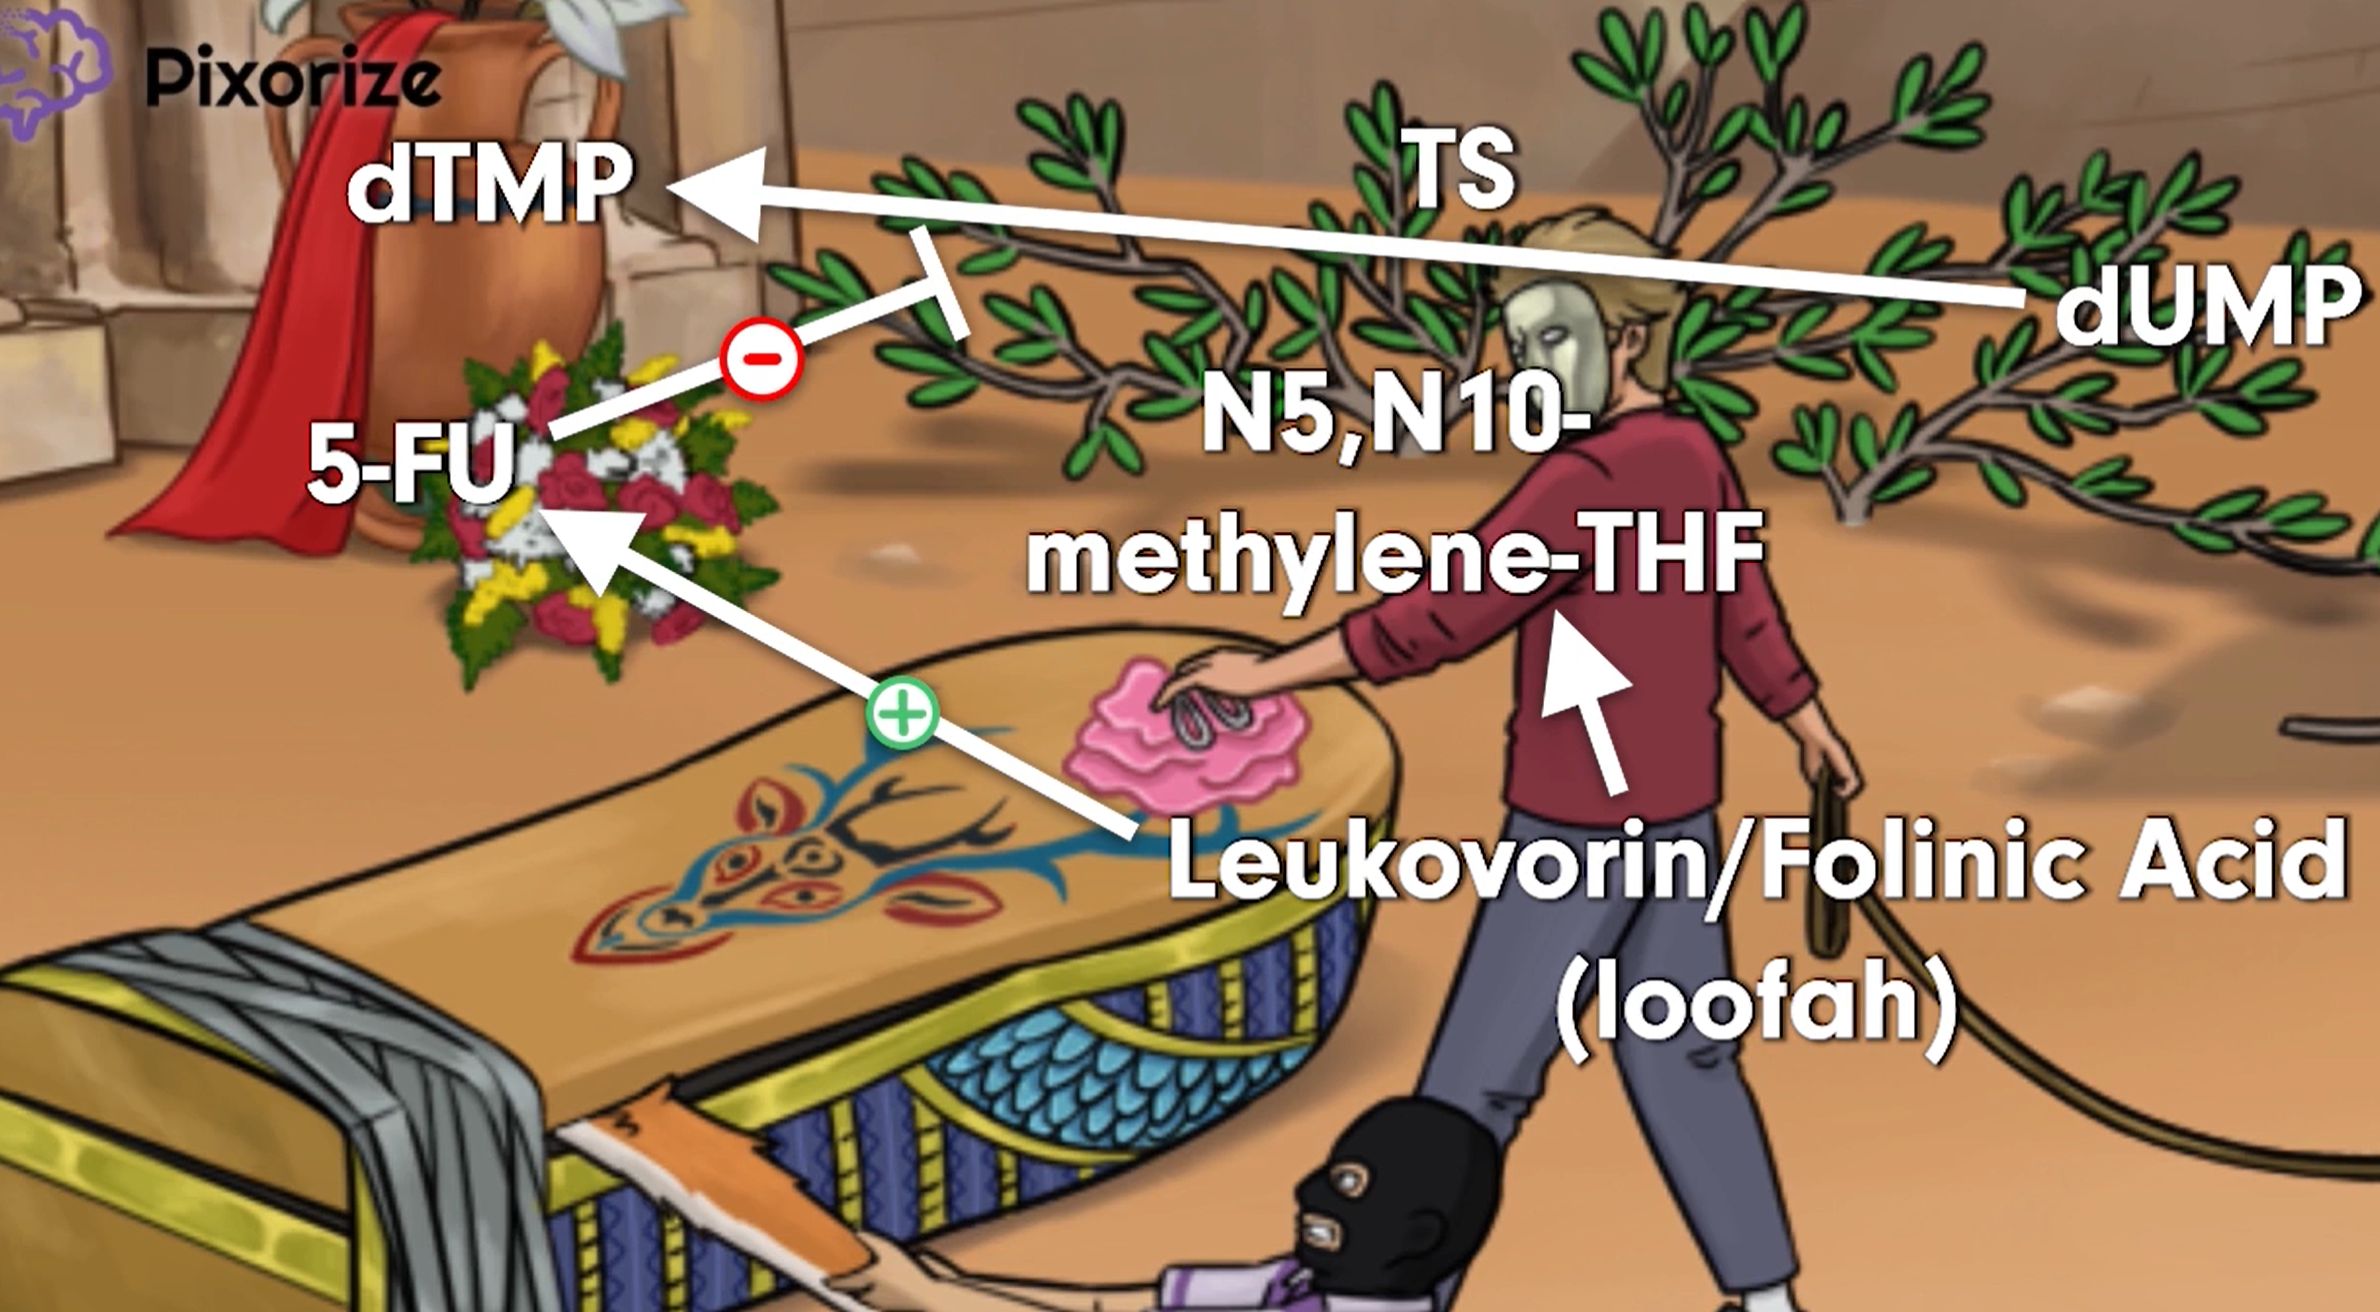 Pixorize
dTMP
TS
dUMP
5-FU
N5,N10-
methylene-THF
Leukovorin/Folinic Acid
(loofah)